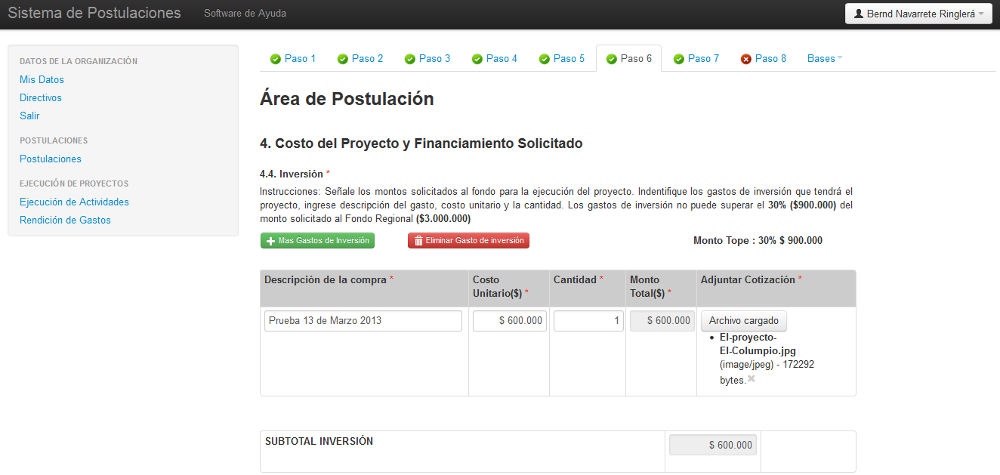 Sistema de Postulaciones
Software de Ayuda
Bernd Navarrete Ringlerá
DATOS DE LA ORGANIZACIÓN
Mis Datos
Directivos
Salir
POSTULACIONES
Postulaciones
EJECUCIÓN DE PROYECTOS
Ejecución de Actividades
Rendición de Gastos
Paso 1
Paso 2
Paso 3
Paso 4
Paso 5
Paso 6
Paso 7
Paso 8
Bases
Área de Postulación
4. Costo del Proyecto y Financiamiento Solicitado
4.4. Inversión *
Instrucciones: Señale los montos solicitados al fondo para la ejecución del proyecto. Indentifique los gastos de inversión que tendrá el
proyecto, ingrese descripción del gasto, costo unitario y la cantidad. Los gastos de inversión no puede superar el 30% ($900.000) del
monto solicitado al Fondo Regional ($3.000.000)
Mas Gastos de Inversión
Eliminar Gasto de inversión
Monto Tope : 30% $ 900.000
Descripción de la compra *
Costo
Unitario($) *
Cantidad *
Monto
Total($) *
Adjuntar Cotización *
Prueba 13 de Marzo 2013
$ 600.000
1
$ 600.000
Archivo cargado
• El-proyecto-
El-Columpio.jpg
(image/jpeg) - 172292
bytes.
SUBTOTAL INVERSIÓN
$ 600.000